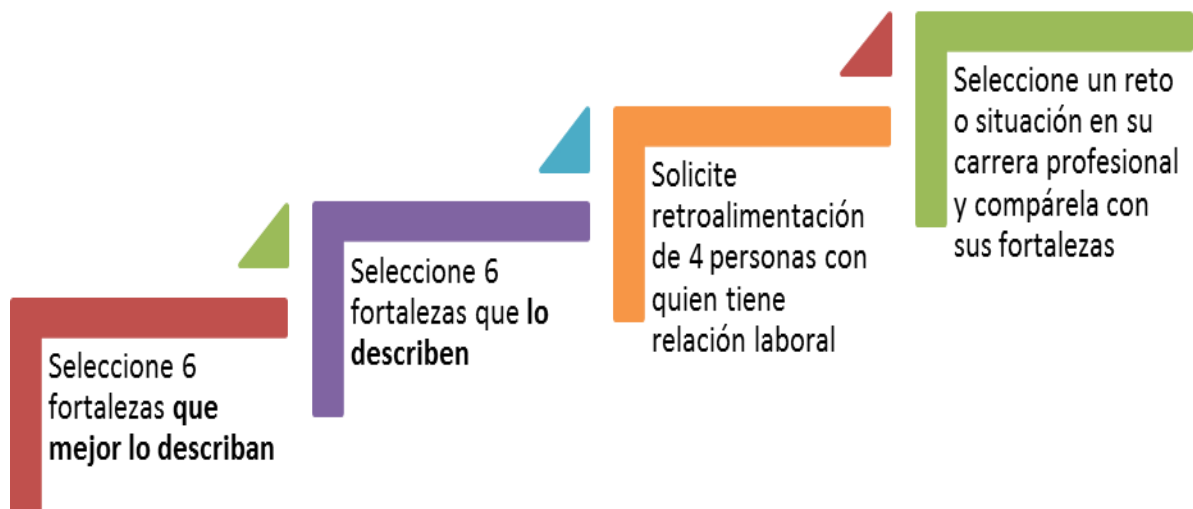 Seleccione 6
fortalezas que
mejor lo describan
Seleccione 6
fortalezas que lo
describen
Solicite
retroalimentación
de 4 personas con
quien tiene
relación laboral
Seleccione un reto
o situación en su
carrera profesional
y compárela con
sus fortalezas